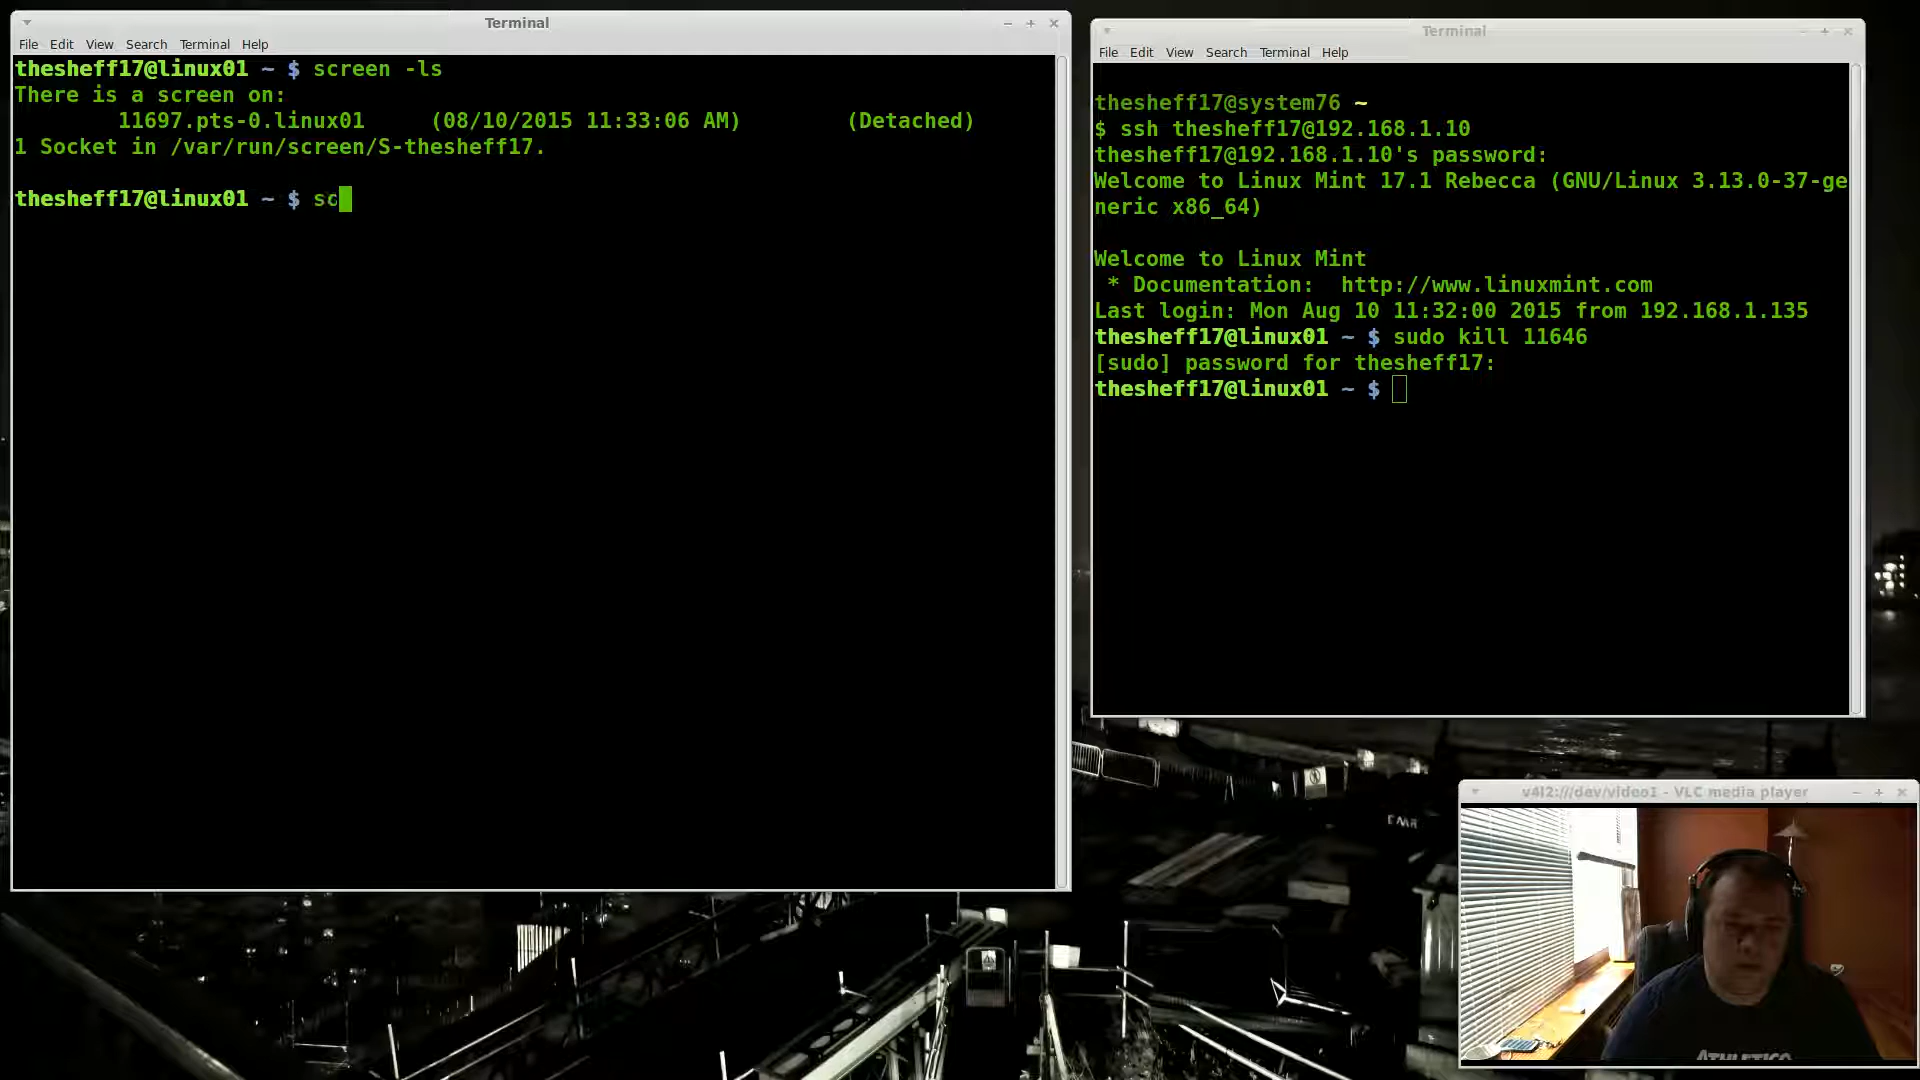 Terminal
File Edit View Search Terminal Help
thesheff17@linux01 ~ $ screen -ls
There is a screen on:
11697.pts-0.linux01 (08/10/2015 11:33:06 AM) (Detached)
1 Socket in /var/run/screen/S-thesheff17.
thesheff17@linux01 ~ $ sc
Terminal
File Edit View Search Terminal Help
thesheff17@system76 ~
$ ssh thesheff17@192.168.1.10
thesheff17@192.168.1.10's password:
Welcome to Linux Mint 17.1 Rebecca (GNU/Linux 3.13.0-37-ge
neric x86_64)
Welcome to Linux Mint
* Documentation: http://www.linuxmint.com
Last login: Mon Aug 10 11:32:00 2015 from 192.168.1.135
thesheff17@linux01 ~ $ sudo kill 11646
[sudo] password for thesheff17:
thesheff17@linux01 ~ $
v4l2:///dev/video1 - VLC media player
ATHLETICO